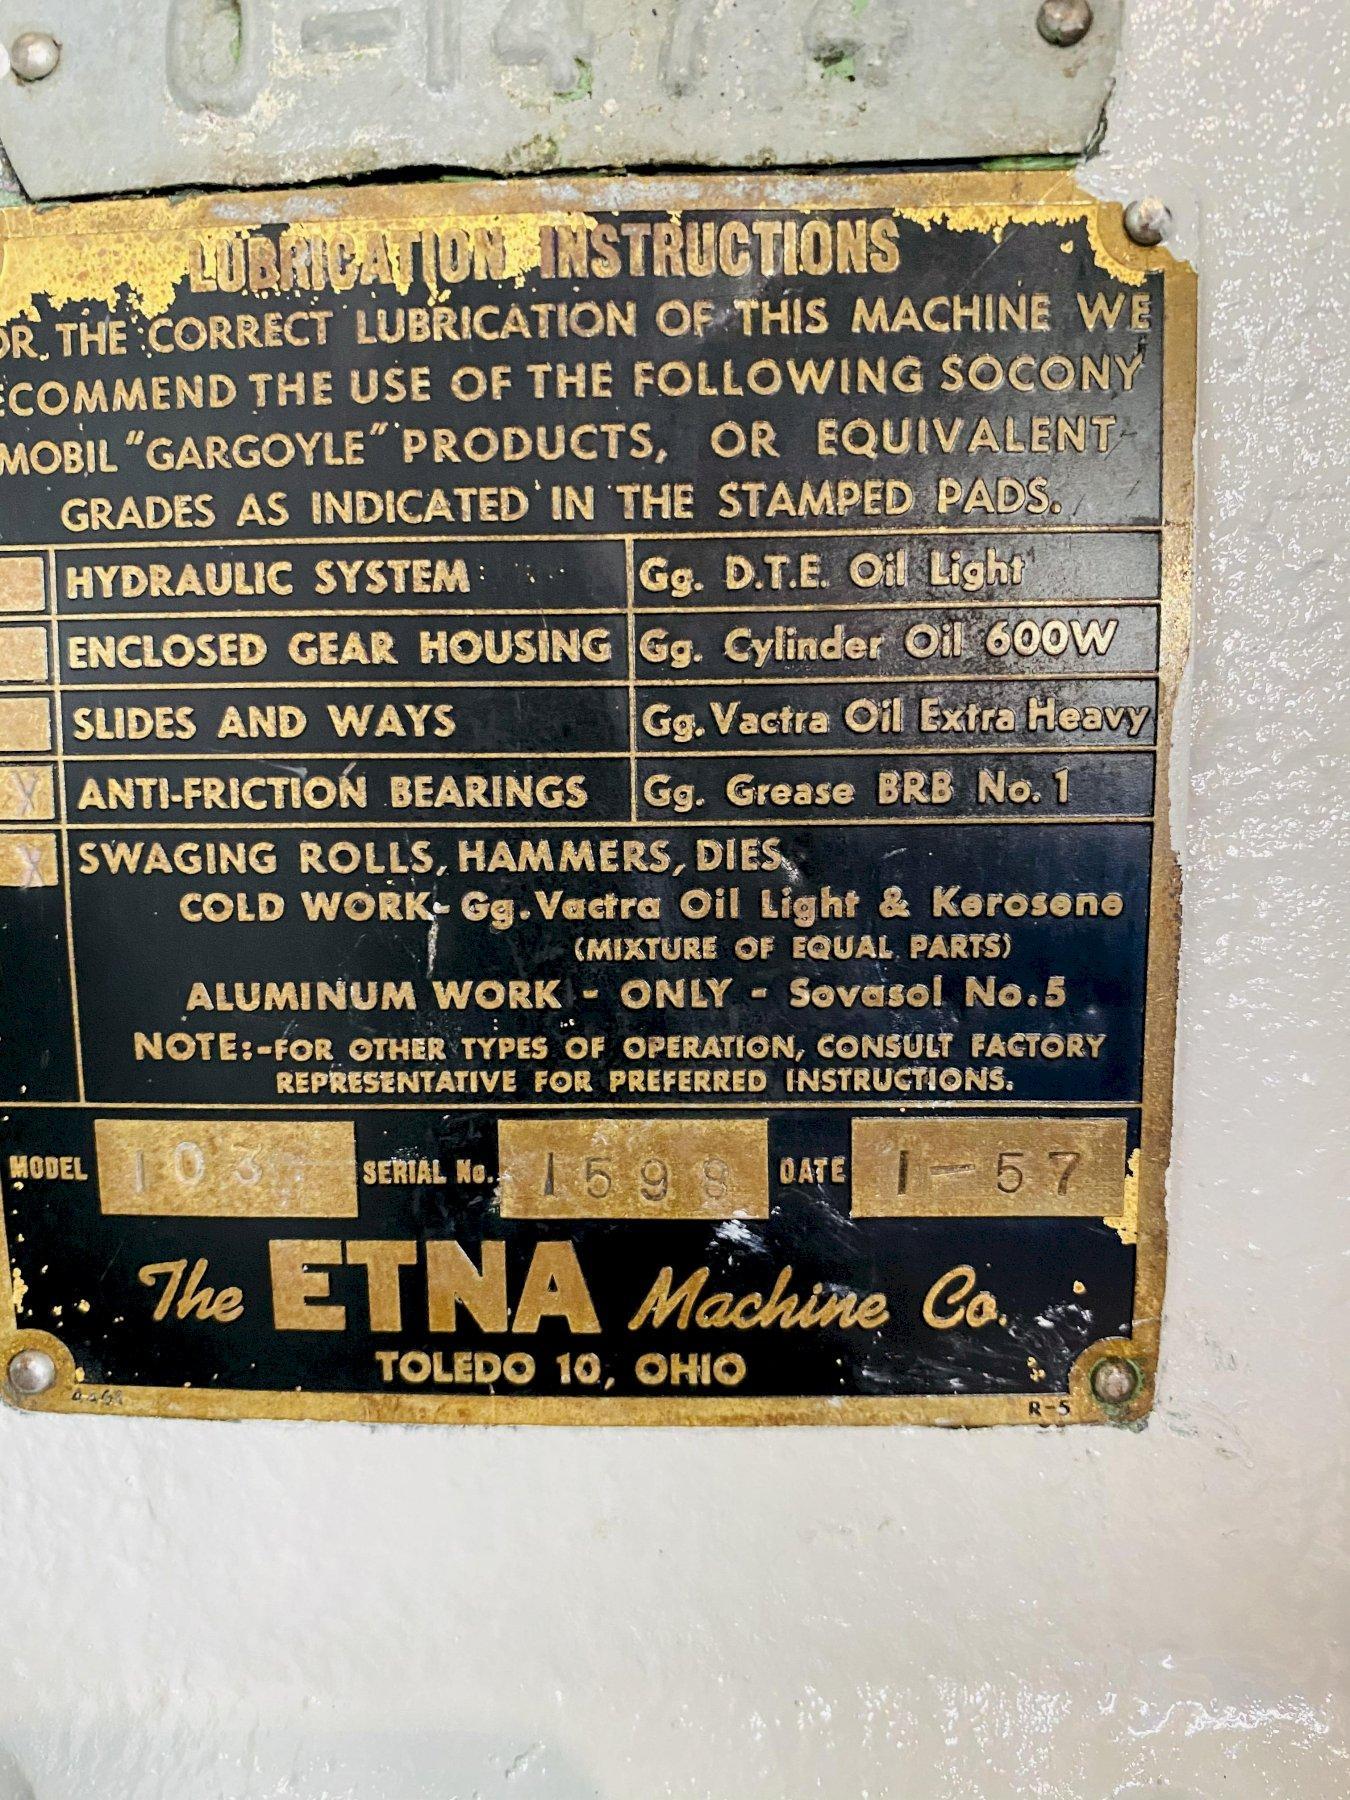 0-1474
LUBRICATION INSTRUCTIONS
OR THE CORRECT LUBRICATION OF THIS MACHINE WE
ECOMMEND THE USE OF THE FOLLOWING SOCONY
MOBIL "GARGOYLE" PRODUCTS, OR EQUIVALENT
GRADES AS INDICATED IN THE STAMPED PADS.
HYDRAULIC SYSTEM Gg. D.T.E. Oil Light
ENCLOSED GEAR HOUSING Gg. Cylinder Oil 600W
SLIDES AND WAYS Gg. Vactra Oil Extra Heavy
X ANTI-FRICTION BEARINGS Gg. Grease BRB No. 1
X SWAGING ROLLS, HAMMERS, DIES
COLD WORK- Gg. Vactra Oil Light & Kerosene
(MIXTURE OF EQUAL PARTS)
ALUMINUM WORK - ONLY - Sovasol No. 5
NOTE:-FOR OTHER TYPES OF OPERATION, CONSULT FACTORY
REPRESENTATIVE FOR PREFERRED INSTRUCTIONS.
MODEL 103 SERIAL No. 1598 DATE 1-57
The ETNA Machine Co.
TOLEDO 10, OHIO
R-5